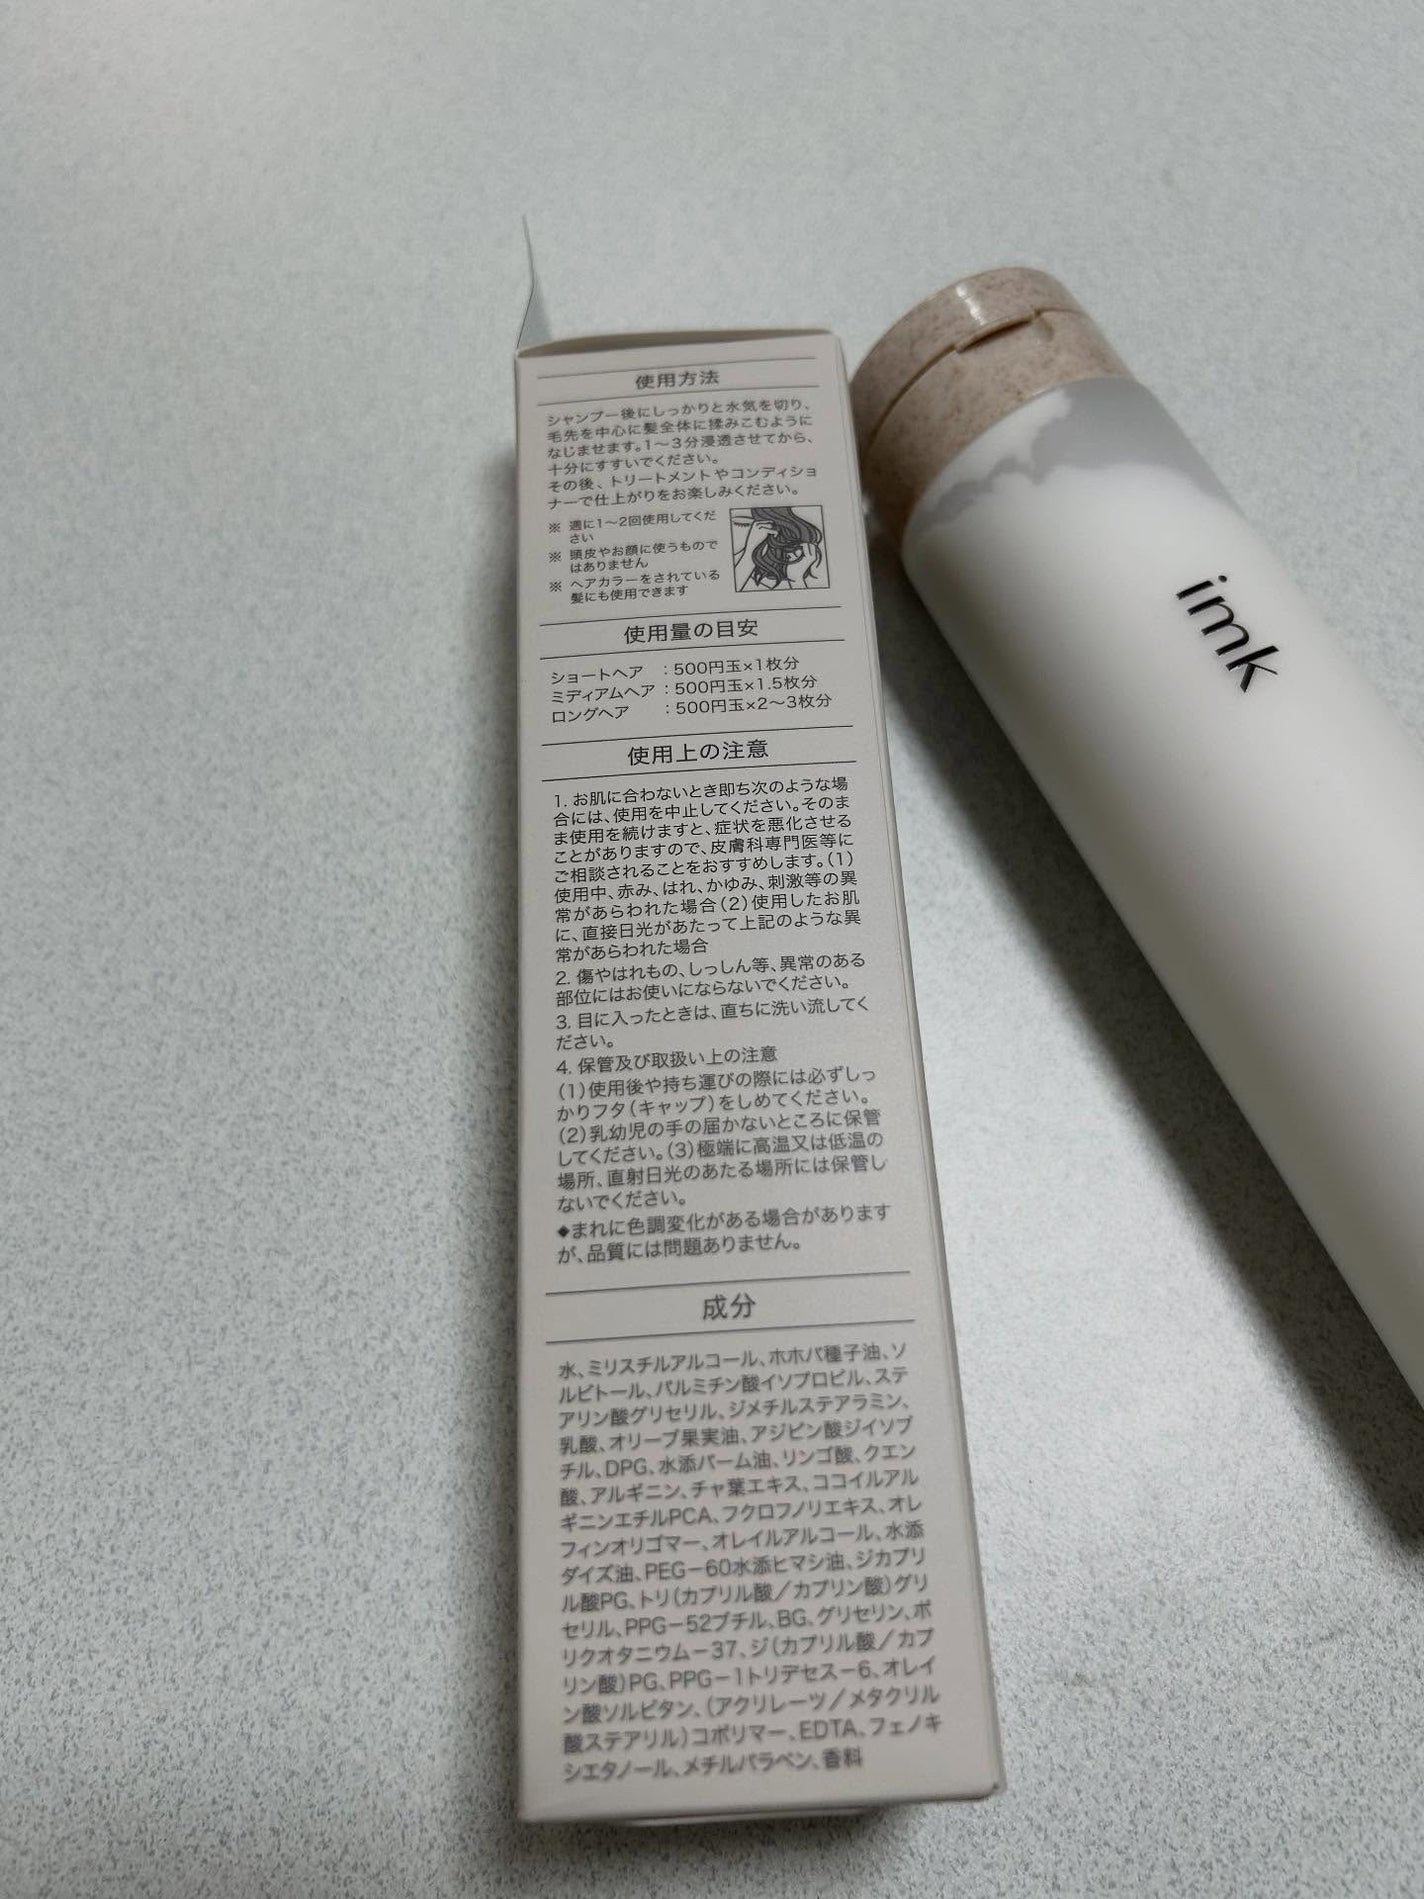 使用方法
シャンプー後にしっかりと水気を切り、
毛先を中心に髪全体に揉みこむように
なじませます。1～3分浸透させてから、
十分にすすいでください。
その後、トリートメントやコンディショ
ナーで仕上がりをお楽しみください。
※ 週に1～2回使用してくだ
さい
※ 頭皮やお顔に使うもので
はありません
※ ヘアカラーをされている
髪にも使用できます
使用量の目安
ショートヘア ：500円玉×1枚分
ミディアムヘア：500円玉×1.5枚分
ロングヘア ：500円玉×2～3枚分
使用上の注意
1. お肌に合わないとき即ち次のような場
合には、使用を中止してください。そのま
ま使用を続けますと、症状を悪化させる
ことがありますので、皮膚科専門医等に
ご相談されることをおすすめします。（1）
使用中、赤み、はれ、かゆみ、刺激等の異
常があらわれた場合（2）使用したお肌
に、直接日光があたって上記のような異
常があらわれた場合
2. 傷やはれもの、しっしん等、異常のある
部位にはお使いにならないでください。
3. 目に入ったときは、直ちに洗い流してく
ださい。
4. 保管及び取扱い上の注意
（1）使用後や持ち運びの際には必ずしっ
かりフタ（キャップ）をしめてください。
（2）乳幼児の手の届かないところに保管
してください。（3）極端に高温又は低温の
場所、直射日光のあたる場所には保管し
ないでください。
◆まれに色調変化がある場合があります
が、品質には問題ありません。
成分
水、ミリスチルアルコール、ホホバ種子油、ソ
ルビトール、パルミチン酸イソプロピル、ステ
アリン酸グリセリル、ジメチルステアラミン、
乳酸、オリーブ果実油、アジピン酸ジイソブ
チル、DPG、水添パーム油、リンゴ酸、クエン
酸、アルギニン、チャ葉エキス、ココイルアル
ギニンエチルPCA、フクロフノリエキス、オレ
フィンオリゴマー、オレイルアルコール、水添
ダイズ油、PEG－60水添ヒマシ油、ジカプリ
ル酸PG、トリ（カプリル酸／カプリン酸）グリ
セリル、PPG－52ブチル、BG、グリセリン、ポ
リクオタニウム－37、ジ（カプリル酸／カプ
リン酸）PG、PPG－1トリデセス－6、オレイ
ン酸ソルビタン、（アクリレーツ／メタクリル
酸ステアリル）コポリマー、EDTA、フェノキ
シエタノール、メチルパラベン、香料
imk